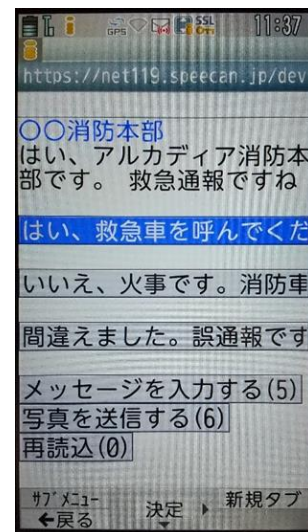 GPS SSL 11:37
https://net119.speecan.jp/dev
〇〇消防本部
はい、アルカディア消防本
部です。 救急通報ですね
はい、救急車を呼んでくだ
いいえ、火事です。消防車
間違えました。誤通報です
メッセージを入力する(5)
写真を送信する(6)
再読込(0)
ｻﾌﾞﾒﾆｭｰ 決定 新規タブ
←戻る